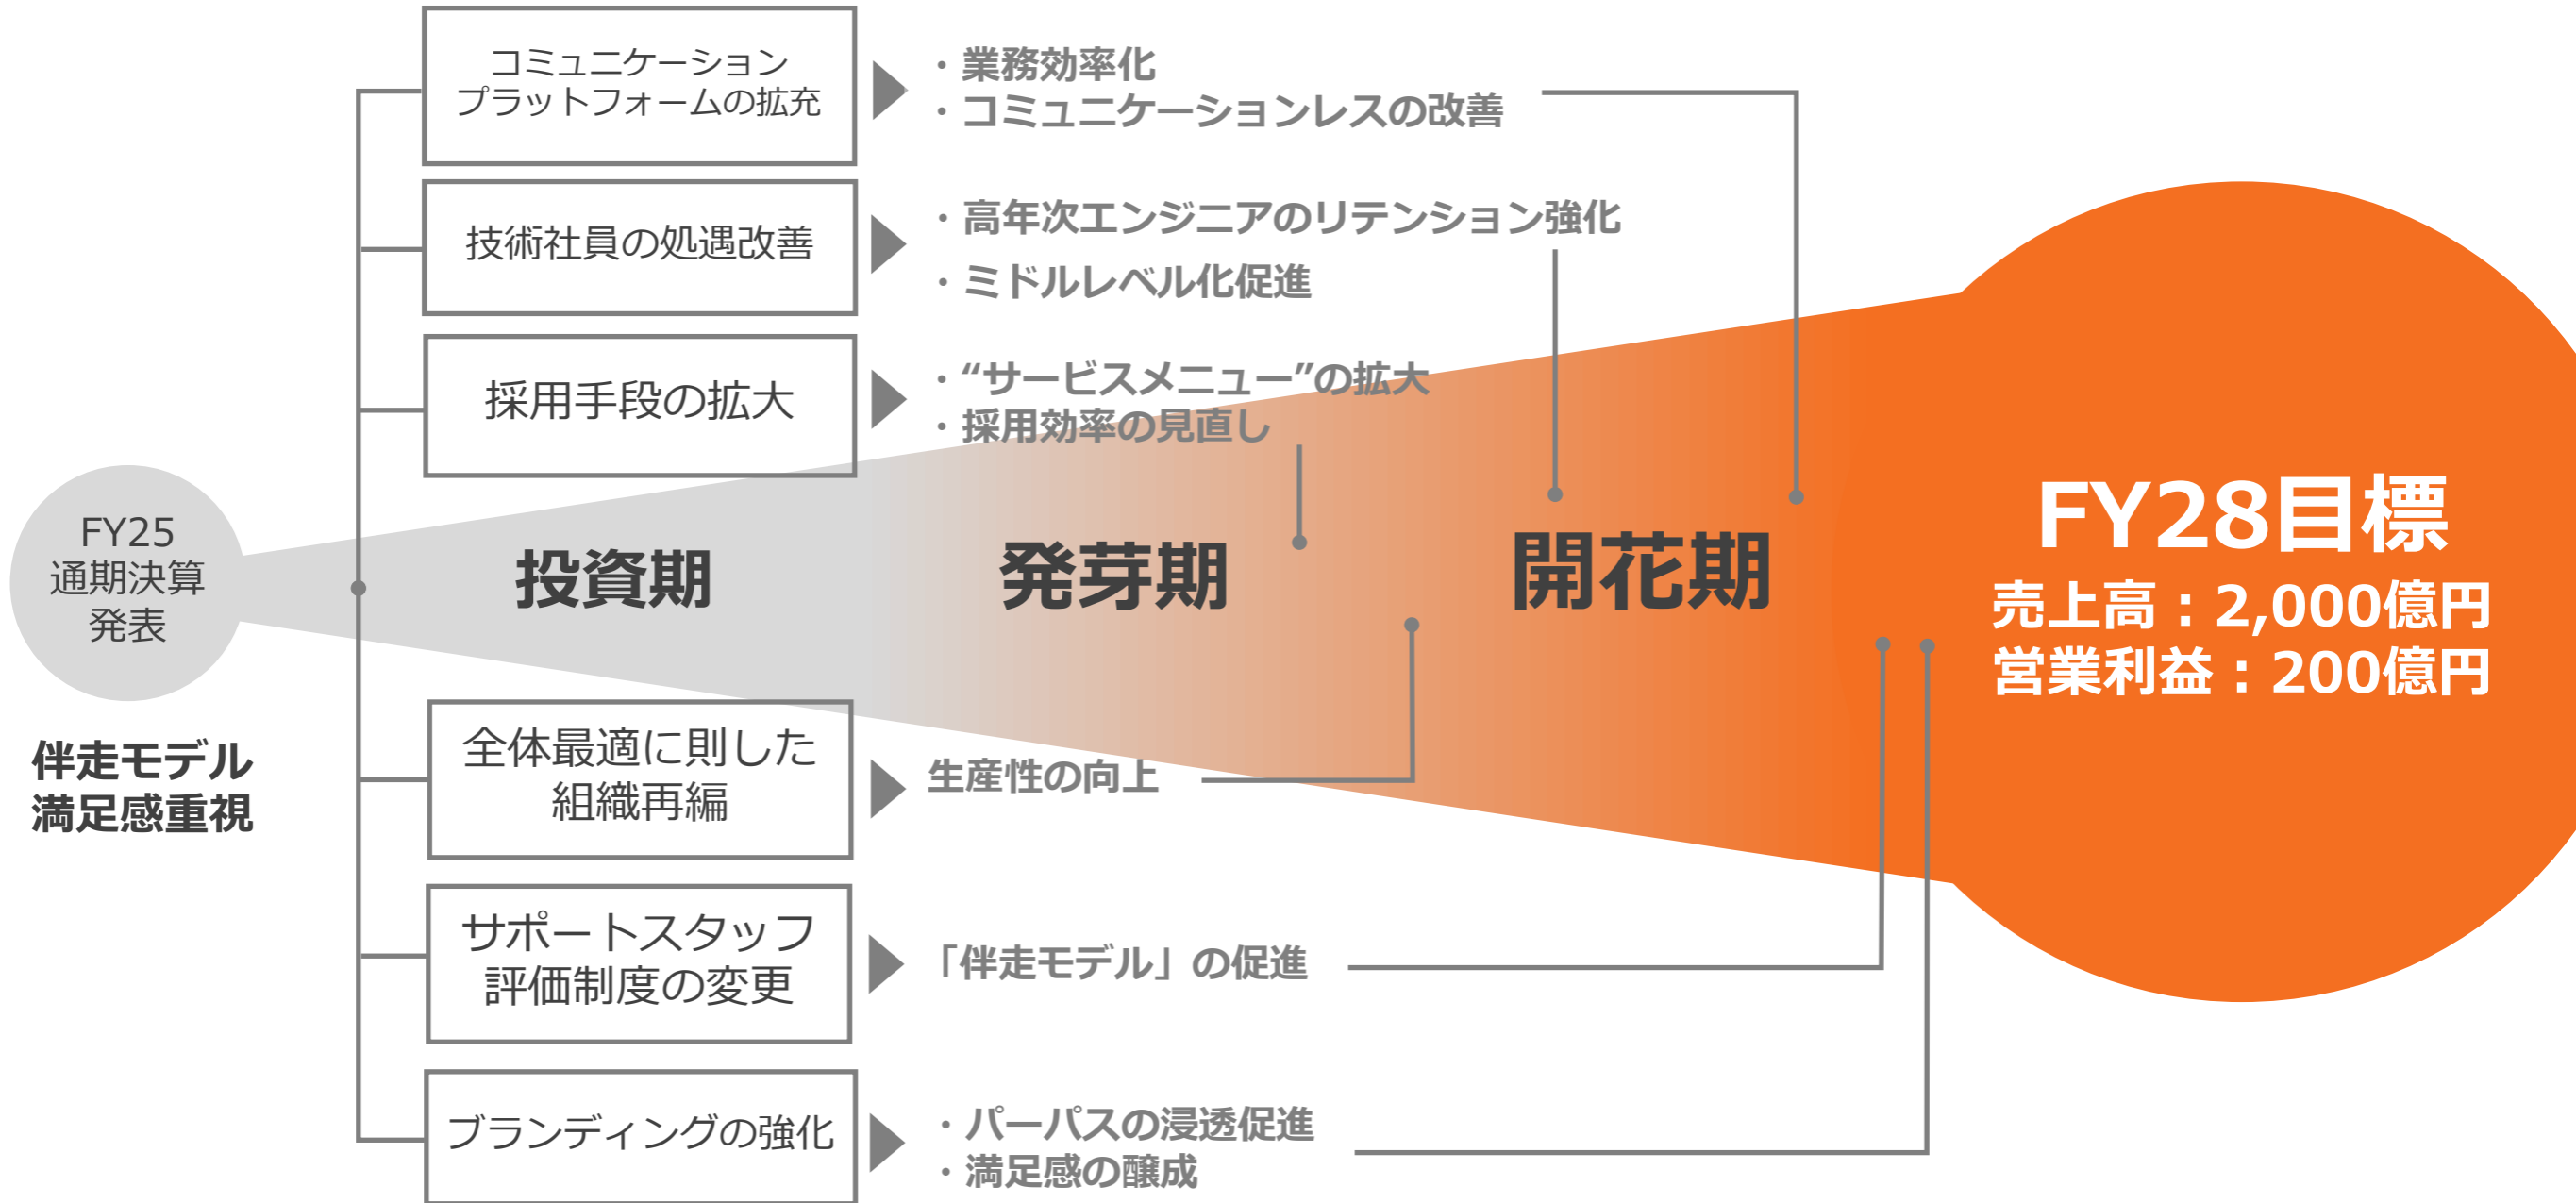 コミュニケーション
プラットフォームの拡充
・業務効率化
・コミュニケーションレスの改善
技術社員の処遇改善
・高年次エンジニアのリテンション強化
・ミドルレベル化促進
採用手段の拡大
・“サービスメニュー”の拡大
・採用効率の見直し
FY25
通期決算
発表
伴走モデル
満足感重視
投資期
発芽期
開花期
FY28目標
売上高：2,000億円
営業利益：200億円
全体最適に則した
組織再編
生産性の向上
サポートスタッフ
評価制度の変更
「伴走モデル」の促進
ブランディングの強化
・パーパスの浸透促進
・満足感の醸成